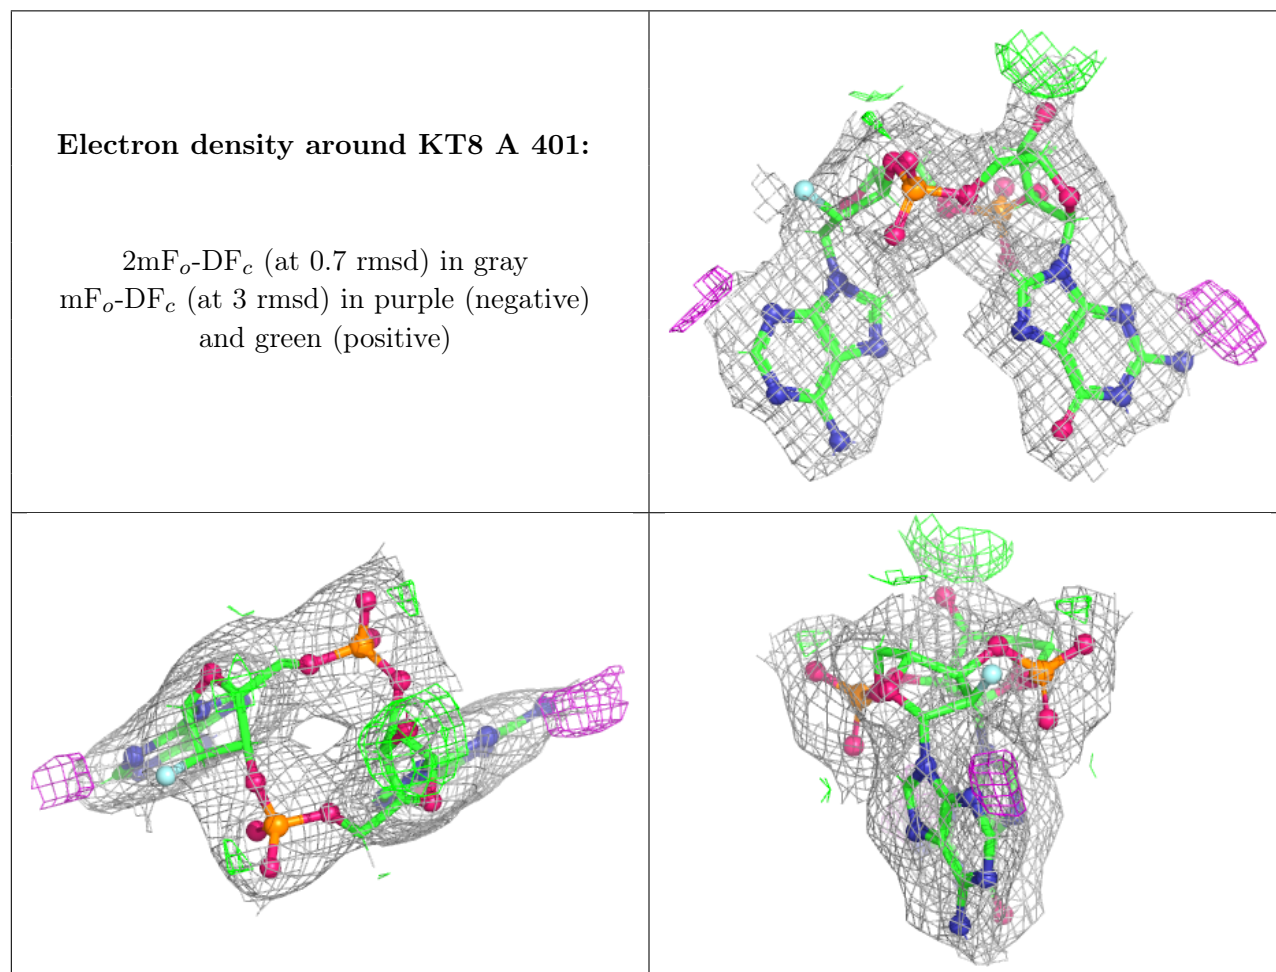 Electron density around KT8 A 401:
2mFo-DFc (at 0.7 rmsd) in gray
mFo-DFc (at 3 rmsd) in purple (negative)
and green (positive)